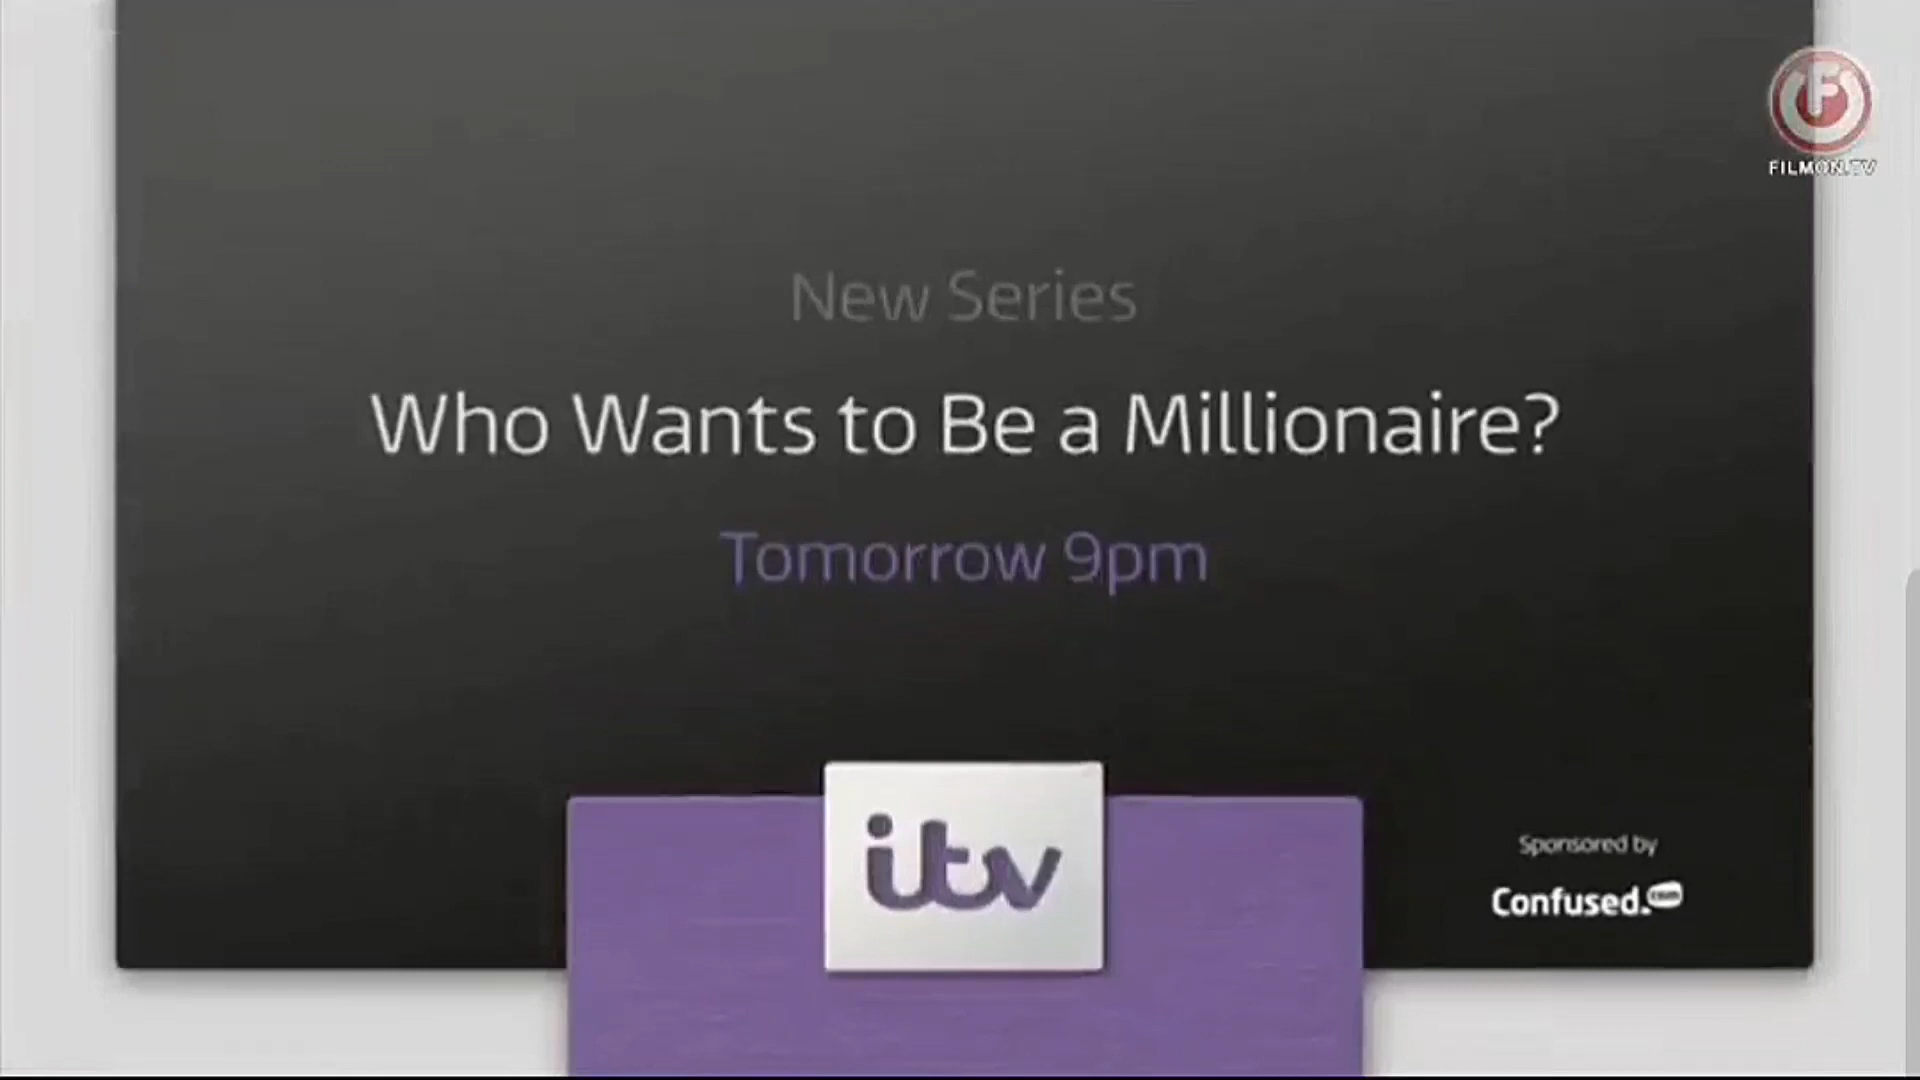 FILMON.TV
New Series
Who Wants to Be a Millionaire?
Tomorrow 9pm
itv
Sponsored by
Confused.com